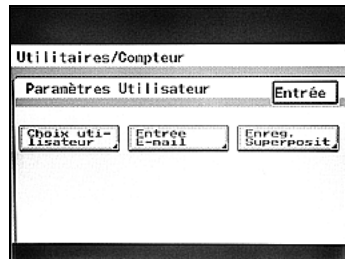 Utilitaires/Compteur
Paramètres Utilisateur
Entrée
Choix uti-
lisateur
Entrée
E-mail
Enreg.
Superposit.